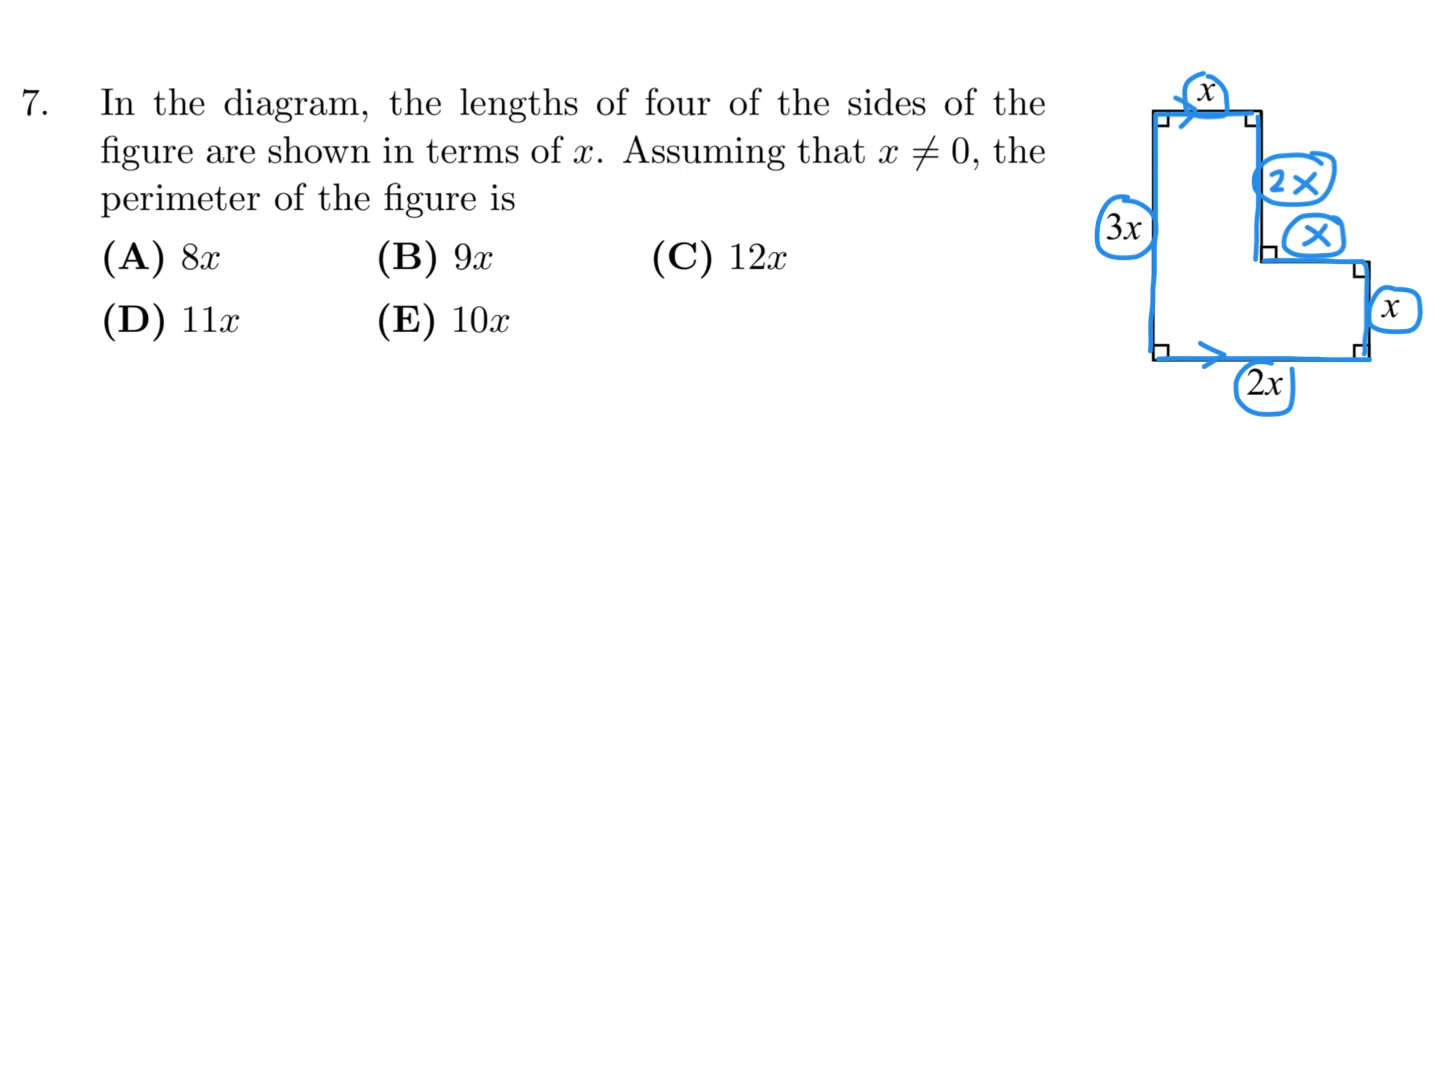 7. In the diagram, the lengths of four of the sides of the
figure are shown in terms of x. Assuming that x ≠ 0, the
perimeter of the figure is
(A) 8x (B) 9x (C) 12x
(D) 11x (E) 10x
x
2x
x
3x
x
2x